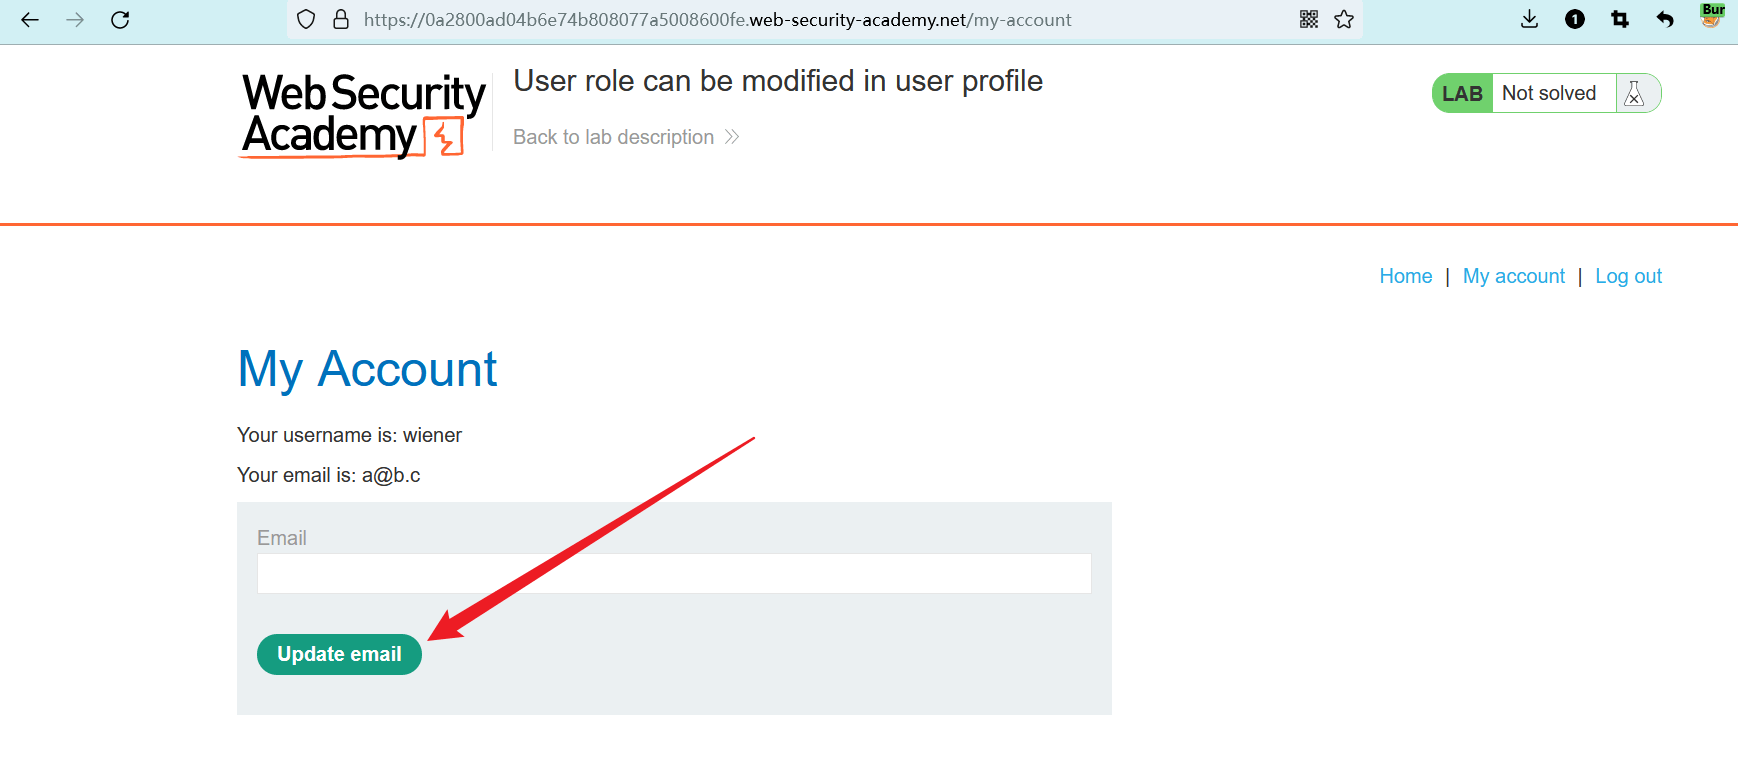 https://0a2800ad04b6e74b808077a5008600fe.web-security-academy.net/my-account
1
Bur
Web Security
Academy
User role can be modified in user profile
Back to lab description
LAB Not solved
Home | My account | Log out
My Account
Your username is: wiener
Your email is: a@b.c
Email
Update email